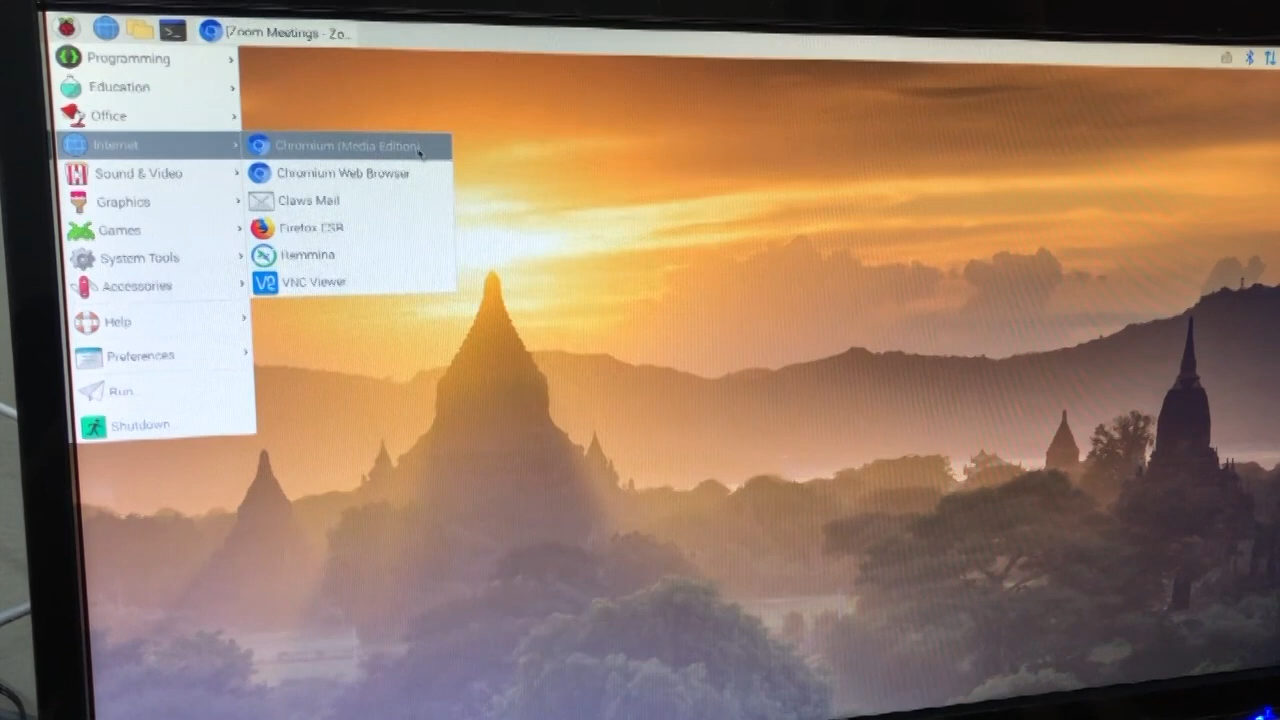 [Zoom Meetings - Zo...
Programming
Education
Office
Internet
Sound & Video
Graphics
Games
System Tools
Accessories
Help
Preferences
Run...
Shutdown...
Chromium (Media Edition)
Chromium Web Browser
Claws Mail
Firefox ESR
Remmina
V2 VNC Viewer